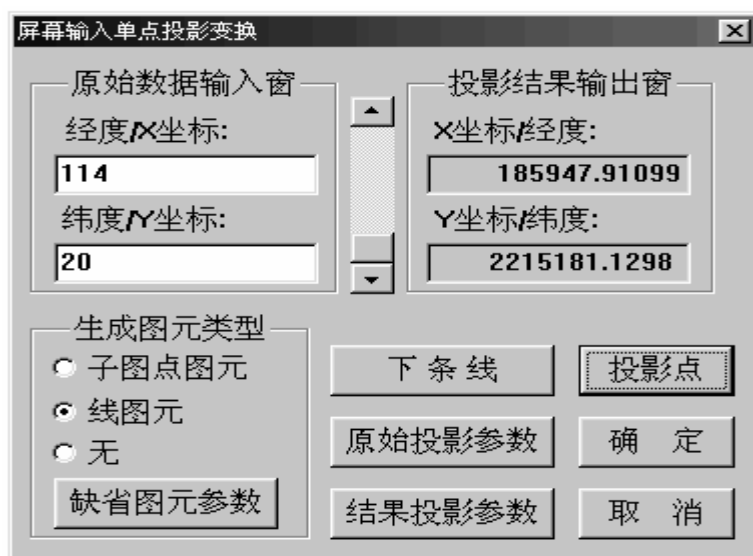 屏幕输入单点投影变换
原始数据输入窗
经度/X坐标:
114
纬度/Y坐标:
20
投影结果输出窗
X坐标/经度:
185947.91099
Y坐标/纬度:
2215181.1298
生成图元类型
子图点图元
线图元
无
缺省图元参数
下 条 线
投影点
原始投影参数
确 定
结果投影参数
取 消